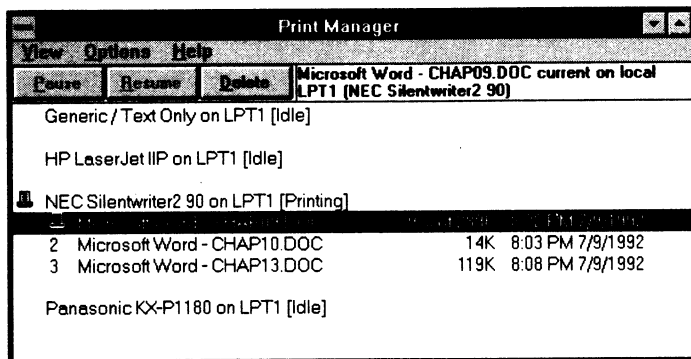 Print Manager
View Options Help
Pause Resume Delete
Microsoft Word - CHAP09.DOC current on local
LPT1 (NEC Silentwriter2 90)
Generic / Text Only on LPT1 [Idle]
HP LaserJet IIP on LPT1 [Idle]
NEC Silentwriter2 90 on LPT1 [Printing]
2 Microsoft Word - CHAP10.DOC 14K 8:03 PM 7/9/1992
3 Microsoft Word - CHAP13.DOC 119K 8:08 PM 7/9/1992
Panasonic KX-P1180 on LPT1 [Idle]